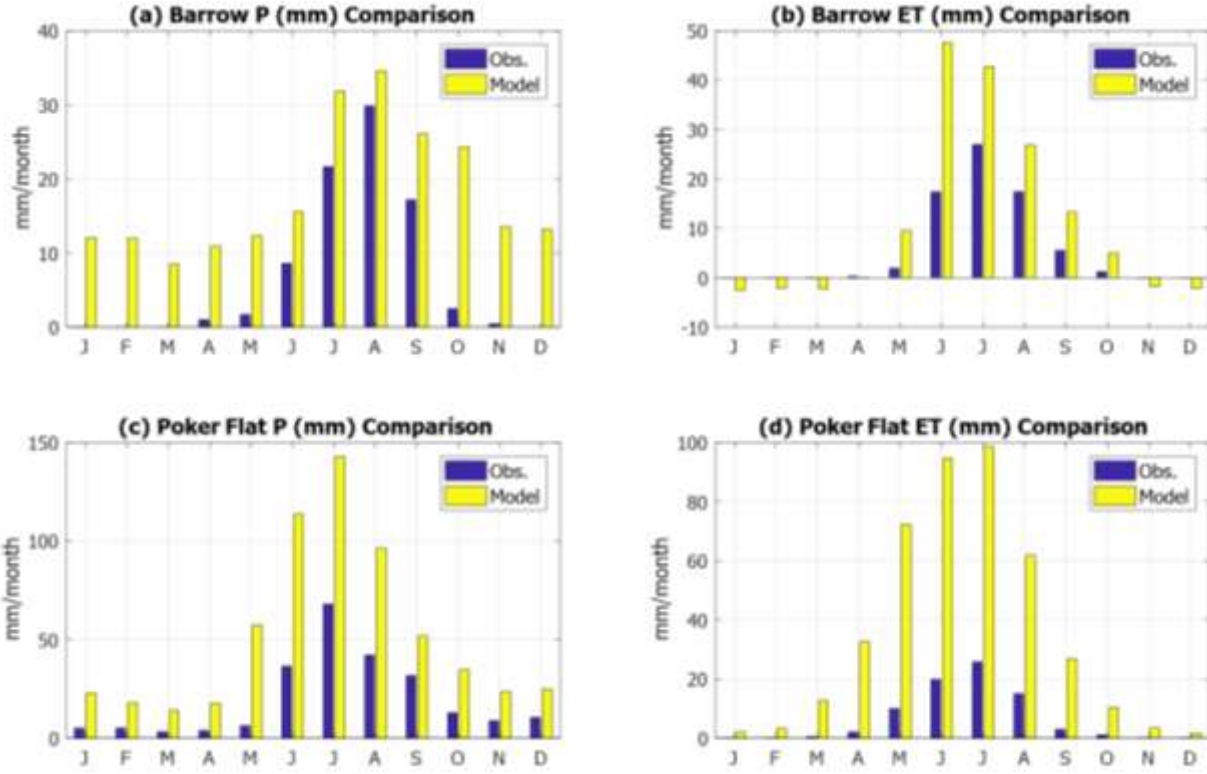 (a) Barrow P (mm) Comparison
40
30
20
10
0
mm/month
Obs.
Model
J F M A M J J A S O N D
(b) Barrow ET (mm) Comparison
50
40
30
20
10
0
-10
mm/month
Obs.
Model
J F M A M J J A S O N D
(c) Poker Flat P (mm) Comparison
150
100
50
0
mm/month
Obs.
Model
J F M A M J J A S O N D
(d) Poker Flat ET (mm) Comparison
100
80
60
40
20
0
mm/month
Obs.
Model
J F M A M J J A S O N D